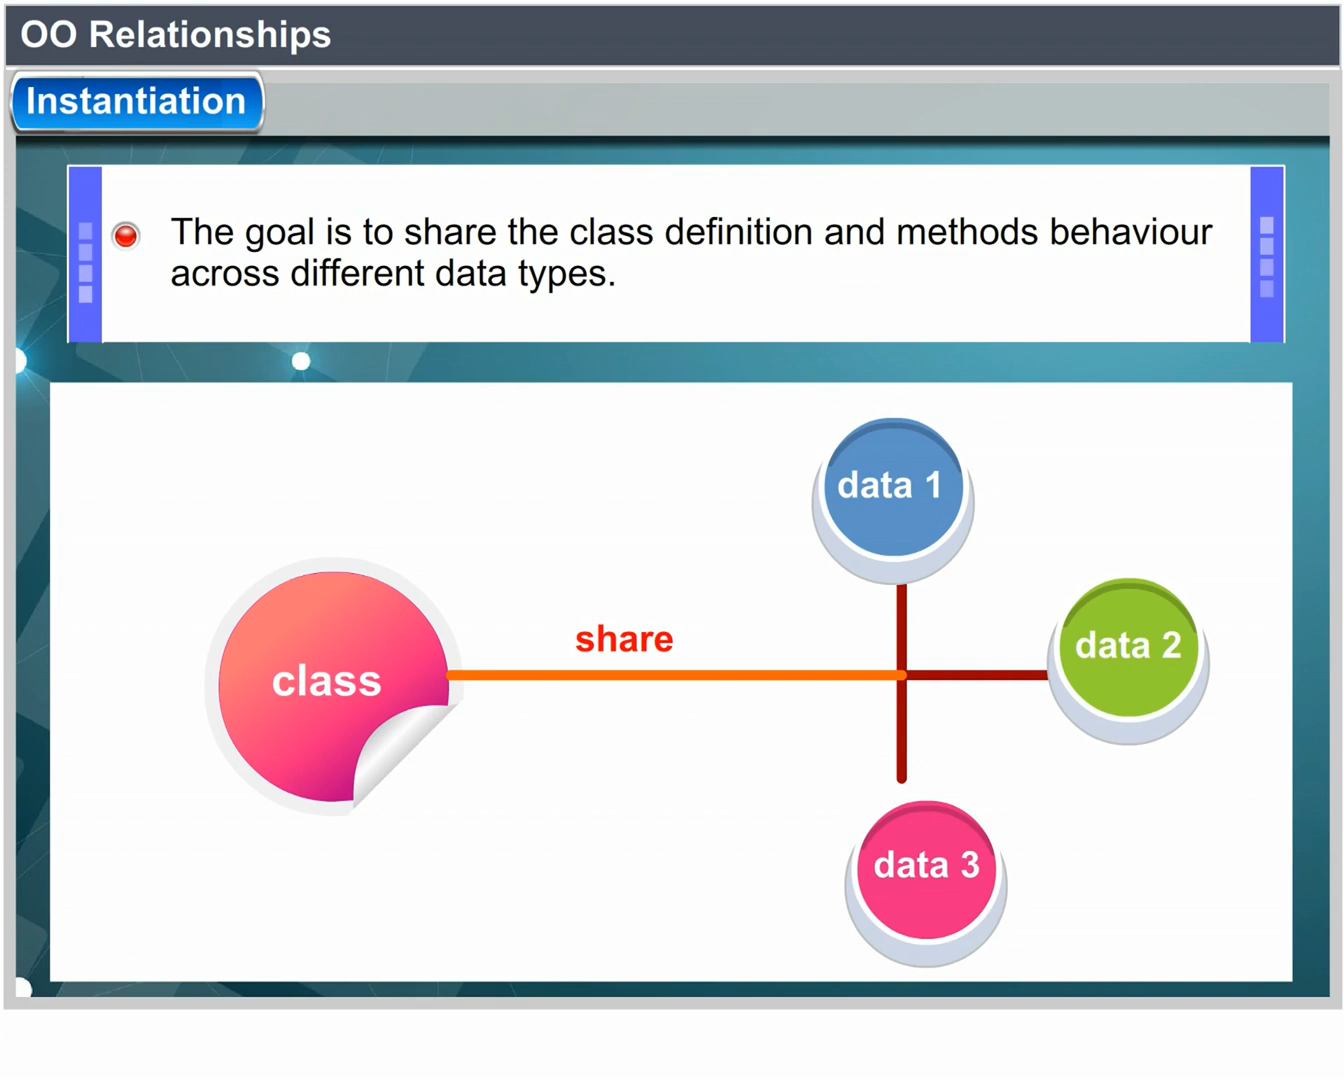 OO Relationships
Instantiation
The goal is to share the class definition and methods behaviour
across different data types.
data 1
share
data 2
class
data 3